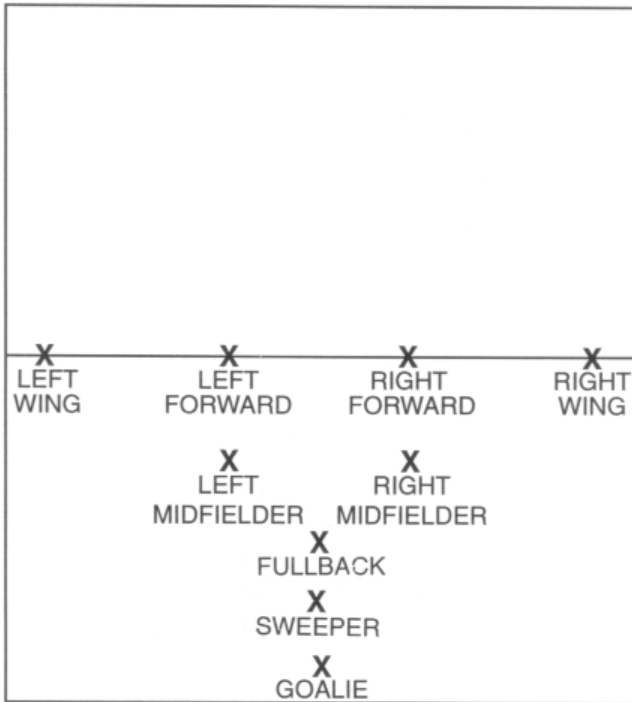 X X X X
LEFT LEFT RIGHT RIGHT
WING FORWARD FORWARD WING
X X
LEFT RIGHT
MIDFIELDER MIDFIELDER
X
FULLBACK
X
SWEEPER
X
GOALIE